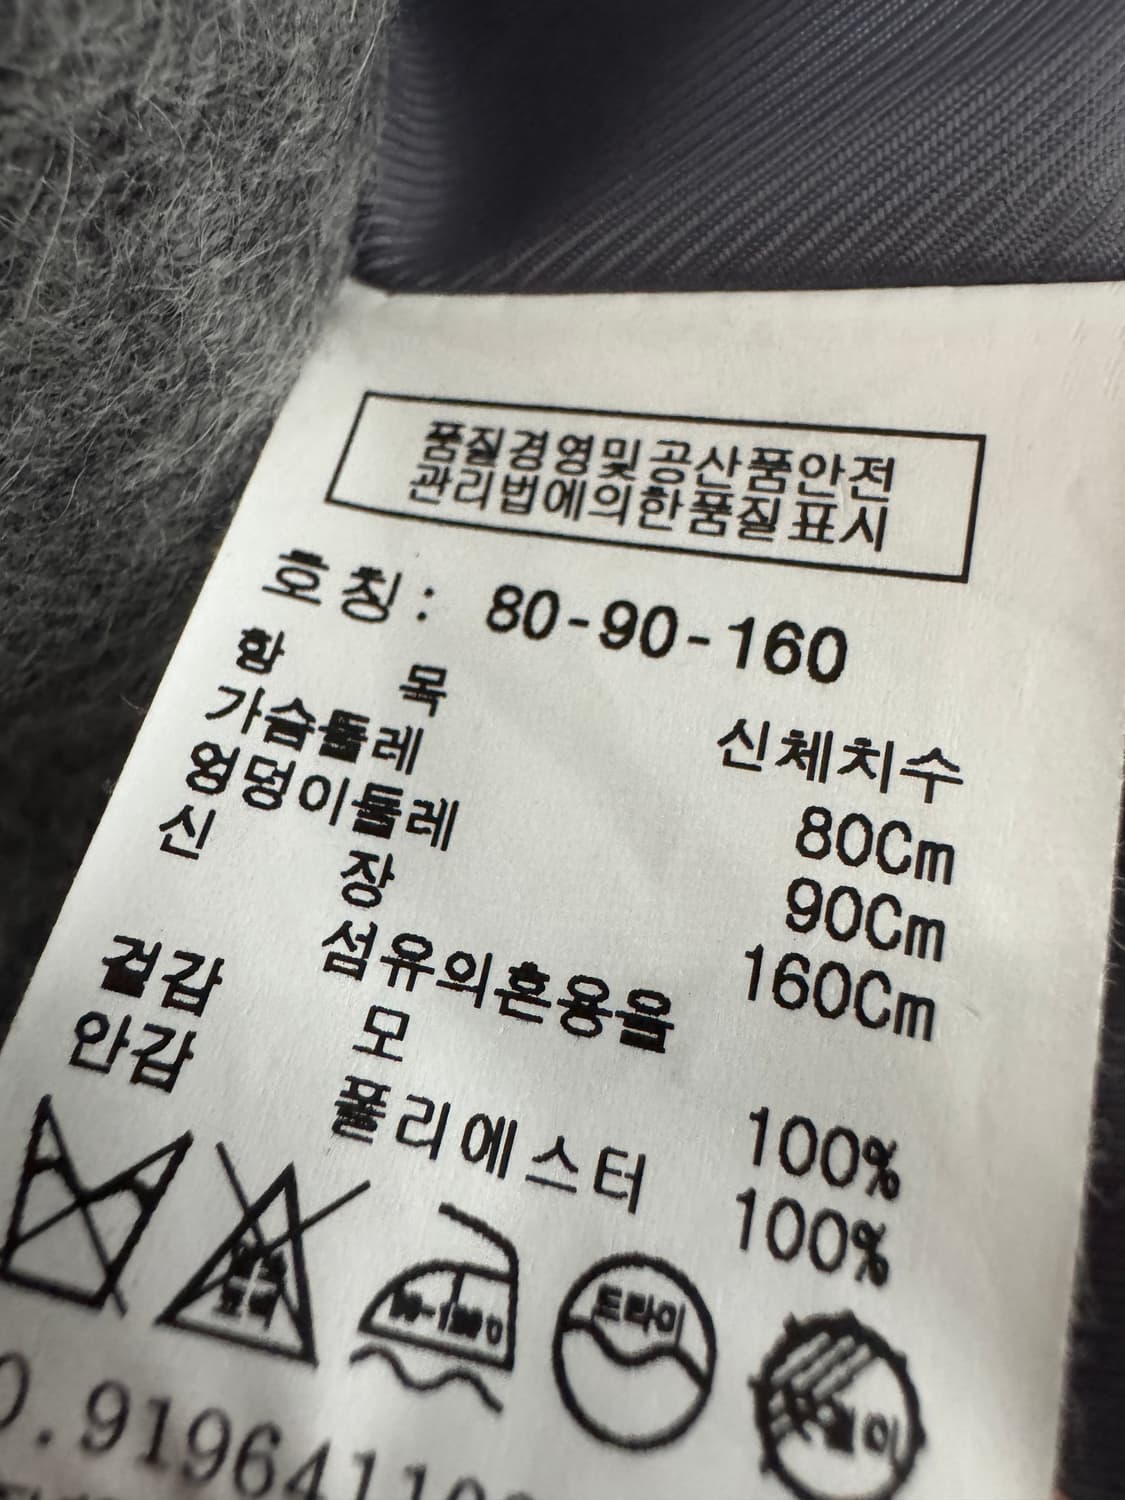 품질경영및공산품안전
관리법에의한품질표시
호칭: 80-90-160
항목 신체치수
가슴둘레 80Cm
엉덩이둘레 90Cm
신장 160Cm
섬유의혼용율
겉감 모 100%
안감 폴리에스터 100%
드라이